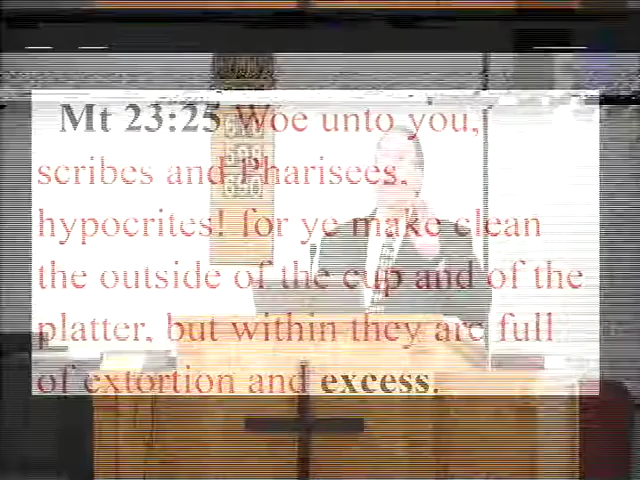 Mt 23:25 Woe unto you,
scribes and Pharisees,
hypocrites! for ye make clean
the outside of the cup and of the
platter, but within they are full
of extortion and excess.